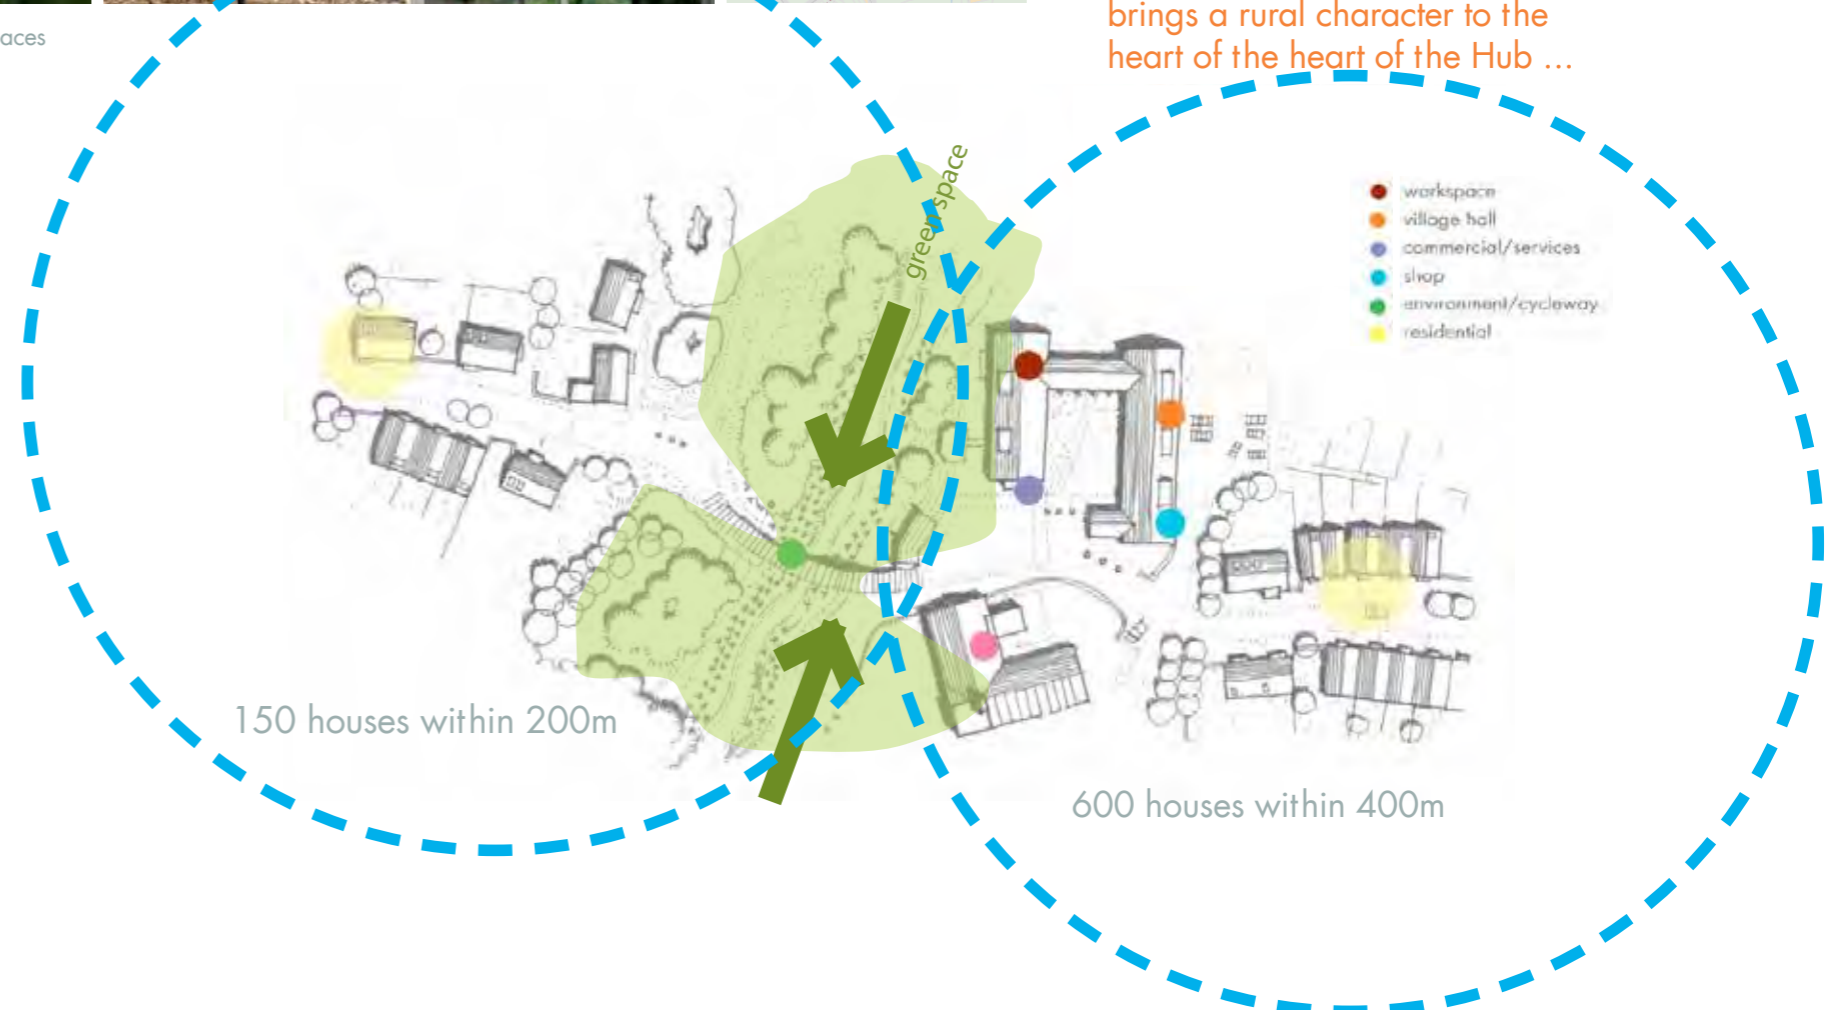 aces
brings a rural character to the
heart of the heart of the Hub ...
green space
workspace
village hall
commercial/services
shop
environment/cycleway
residential
150 houses within 200m
600 houses within 400m